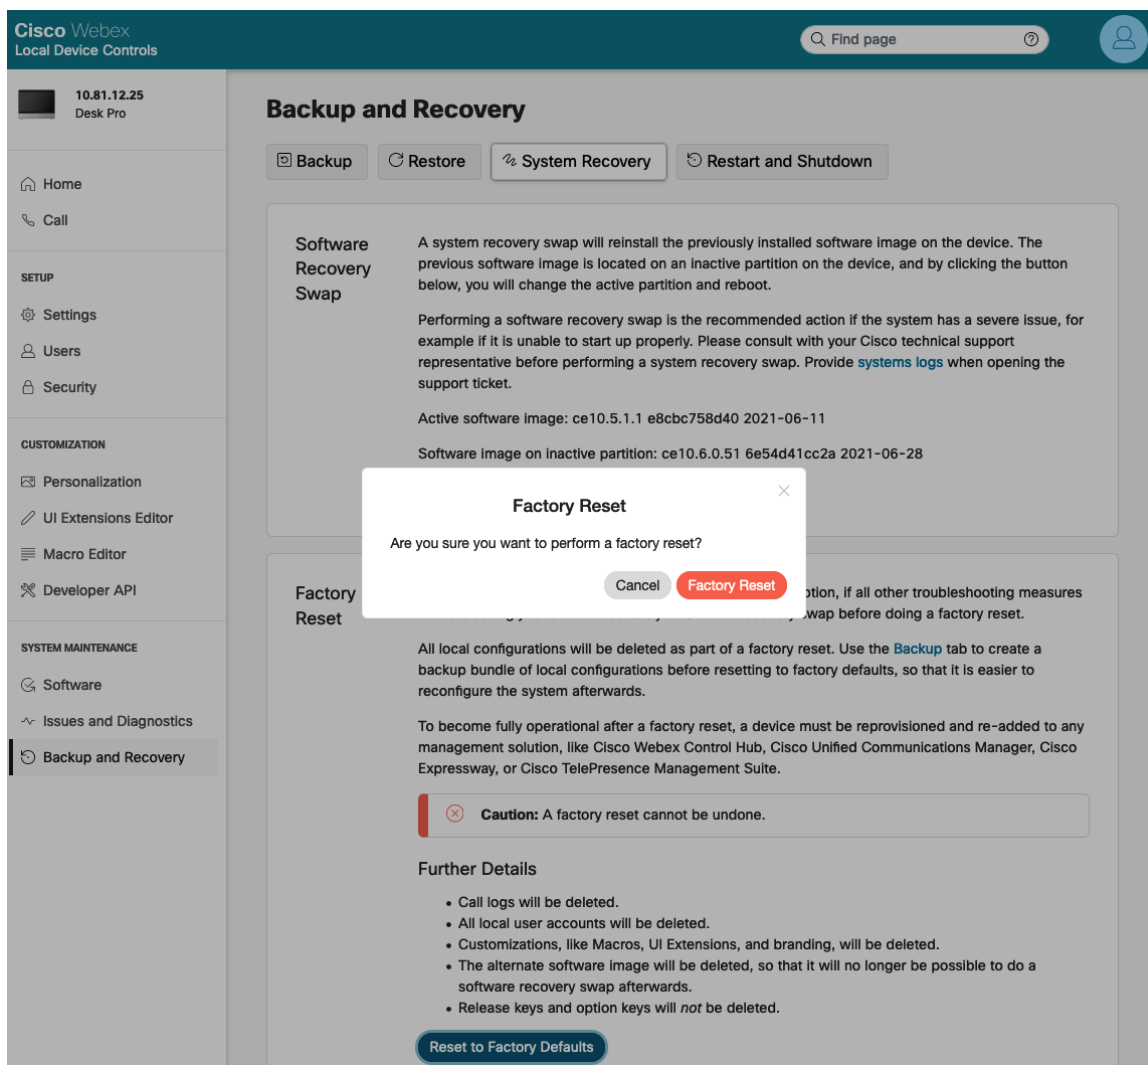 Cisco Webex
Local Device Controls
Find page
10.81.12.25
Desk Pro
Home
Call
SETUP
Settings
Users
Security
CUSTOMIZATION
Personalization
UI Extensions Editor
Macro Editor
Developer API
SYSTEM MAINTENANCE
Software
Issues and Diagnostics
Backup and Recovery
Backup and Recovery
Backup
Restore
System Recovery
Restart and Shutdown
Software
Recovery
Swap
A system recovery swap will reinstall the previously installed software image on the device. The
previous software image is located on an inactive partition on the device, and by clicking the button
below, you will change the active partition and reboot.
Performing a software recovery swap is the recommended action if the system has a severe issue, for
example if it is unable to start up properly. Please consult with your Cisco technical support
representative before performing a system recovery swap. Provide systems logs when opening the
support ticket.
Active software image: ce10.5.1.1 e8cbc758d40 2021-06-11
Software image on inactive partition: ce10.6.0.51 6e54d41cc2a 2021-06-28
Factory Reset
Are you sure you want to perform a factory reset?
Cancel
Factory Reset
Factory
Reset
if all other troubleshooting measures
before doing a factory reset.
All local configurations will be deleted as part of a factory reset. Use the Backup tab to create a
backup bundle of local configurations before resetting to factory defaults, so that it is easier to
reconfigure the system afterwards.
To become fully operational after a factory reset, a device must be reprovisioned and re-added to any
management solution, like Cisco Webex Control Hub, Cisco Unified Communications Manager, Cisco
Expressway, or Cisco TelePresence Management Suite.
Caution: A factory reset cannot be undone.
Further Details
• Call logs will be deleted.
• All local user accounts will be deleted.
• Customizations, like Macros, UI Extensions, and branding, will be deleted.
• The alternate software image will be deleted, so that it will no longer be possible to do a
software recovery swap afterwards.
• Release keys and option keys will not be deleted.
Reset to Factory Defaults